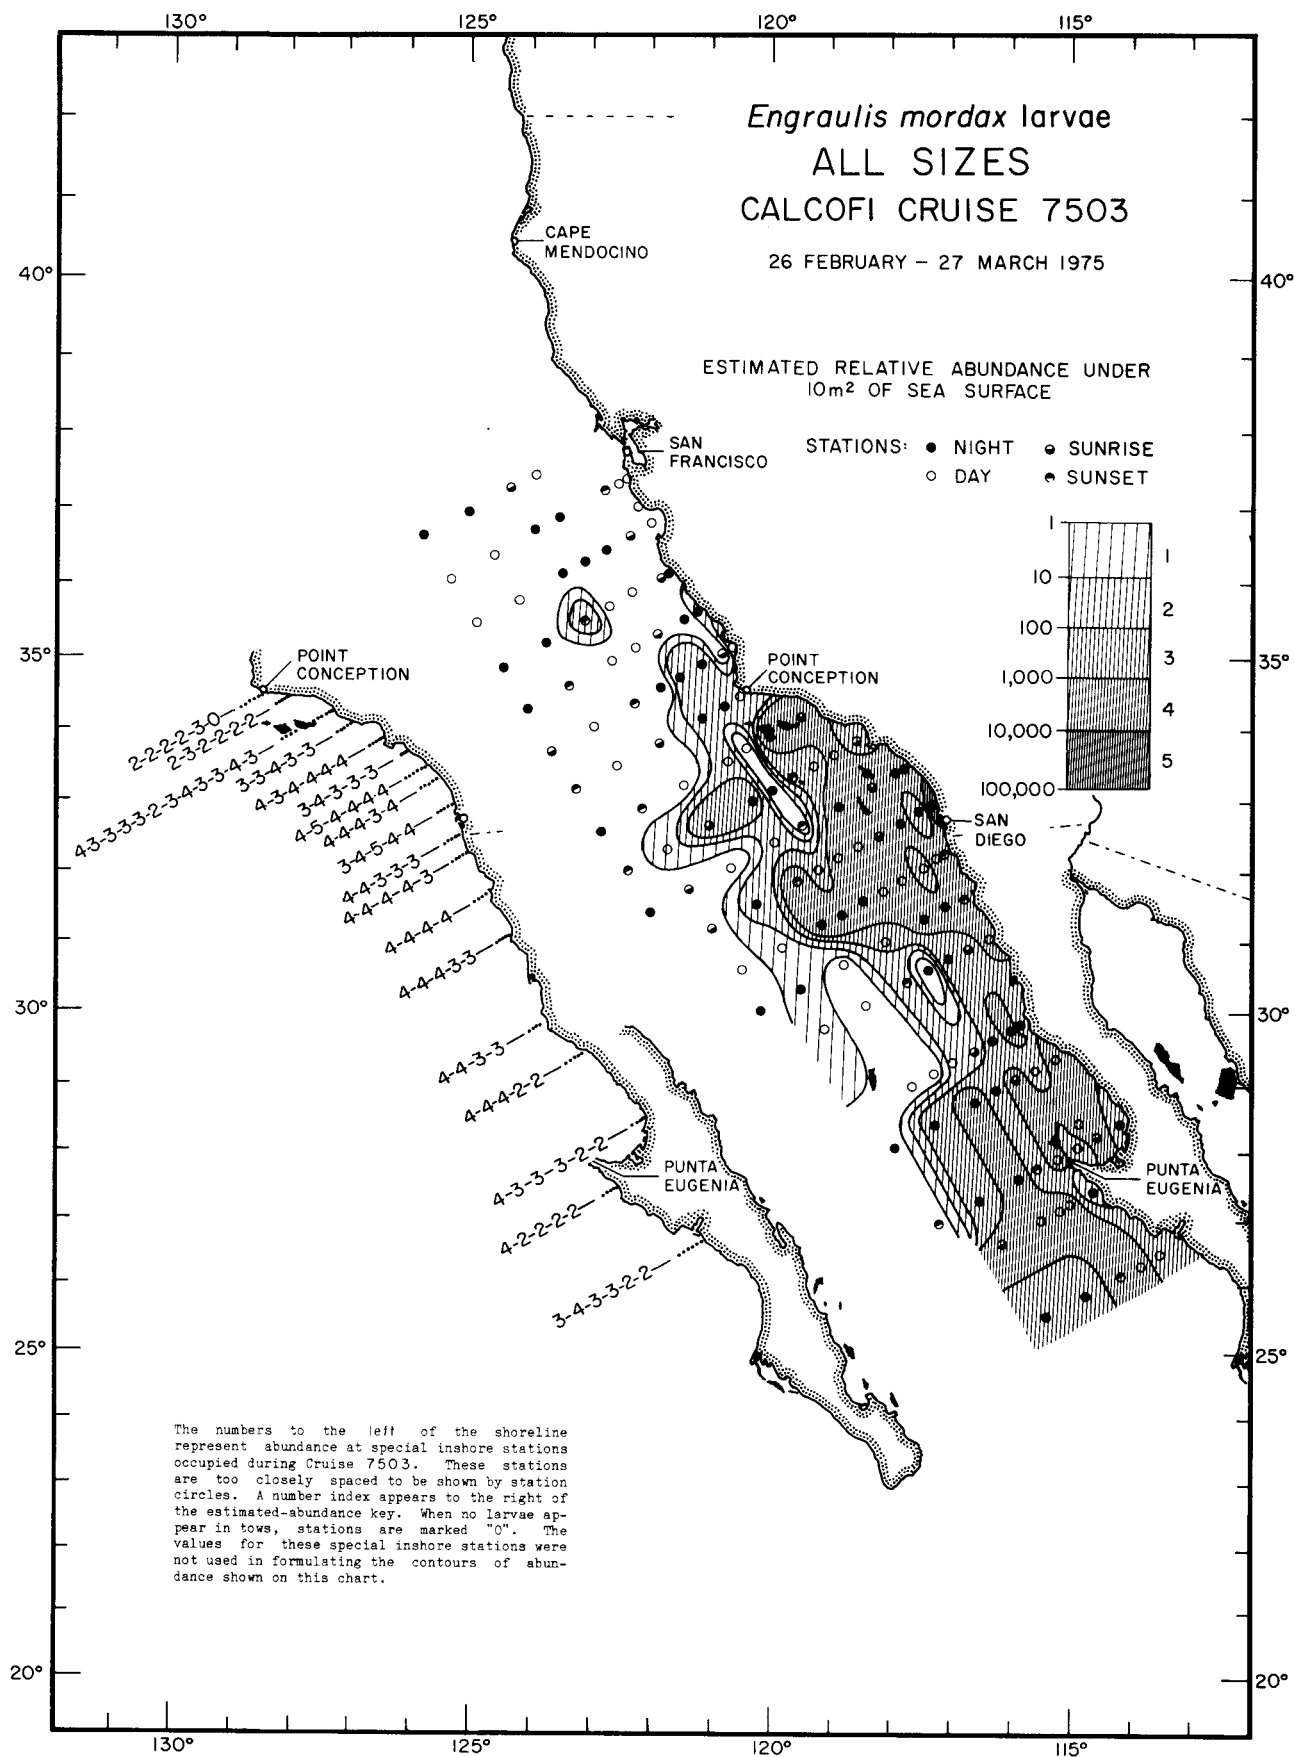 130°
125°
120°
115°
Engraulis mordax larvae
ALL SIZES
CALCOFI CRUISE 7503
26 FEBRUARY – 27 MARCH 1975
CAPE
MENDOCINO
40°
40°
ESTIMATED RELATIVE ABUNDANCE UNDER
10m² OF SEA SURFACE
STATIONS: ● NIGHT SUNRISE
○ DAY SUNSET
SAN
FRANCISCO
1
1
10
2
100
3
1,000
4
10,000
5
100,000
35°
35°
POINT
CONCEPTION
POINT
CONCEPTION
2-2-2-2-3-0
2-3-2-2-2-2
4-3-3-3-3-2-3-4-3-3-4-3
3-3-4-3-3-3
4-3-4-4-4-4
3-4-3-3-3
4-5-4-4-4-4
4-4-4-3-4
3-4-5-4-4
4-4-3-3-3
4-4-4-4-3
4-4-4-4
4-4-4-3-3
SAN
DIEGO
30°
30°
4-4-3-3
4-4-4-2-2
4-3-3-3-2-2
4-2-2-2-2
3-4-3-3-2-2
PUNTA
EUGENIA
PUNTA
EUGENIA
25°
25°
The numbers to the left of the shoreline
represent abundance at special inshore stations
occupied during Cruise 7503. These stations
are too closely spaced to be shown by station
circles. A number index appears to the right of
the estimated-abundance key. When no larvae ap-
pear in tows, stations are marked "0". The
values for these special inshore stations were
not used in formulating the contours of abun-
dance shown on this chart.
20°
20°
130°
125°
120°
115°